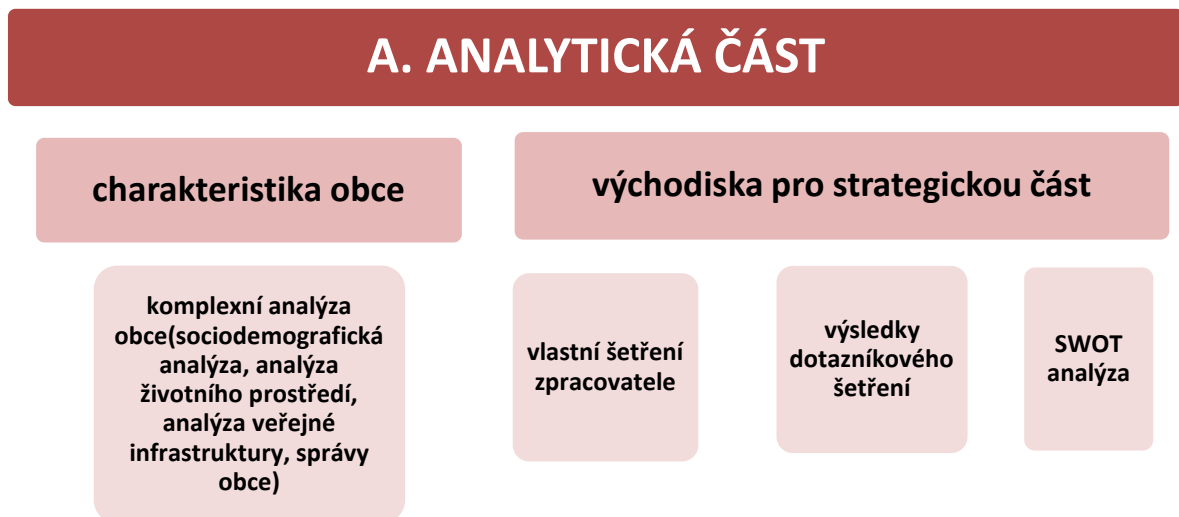 A. ANALYTICKÁ ČÁST
charakteristika obce
východiska pro strategickou část
komplexní analýza
obce(sociodemografická
analýza, analýza
životního prostředí,
analýza veřejné
infrastruktury, správy
obce)
vlastní šetření
zpracovatele
výsledky
dotazníkového
šetření
SWOT
analýza